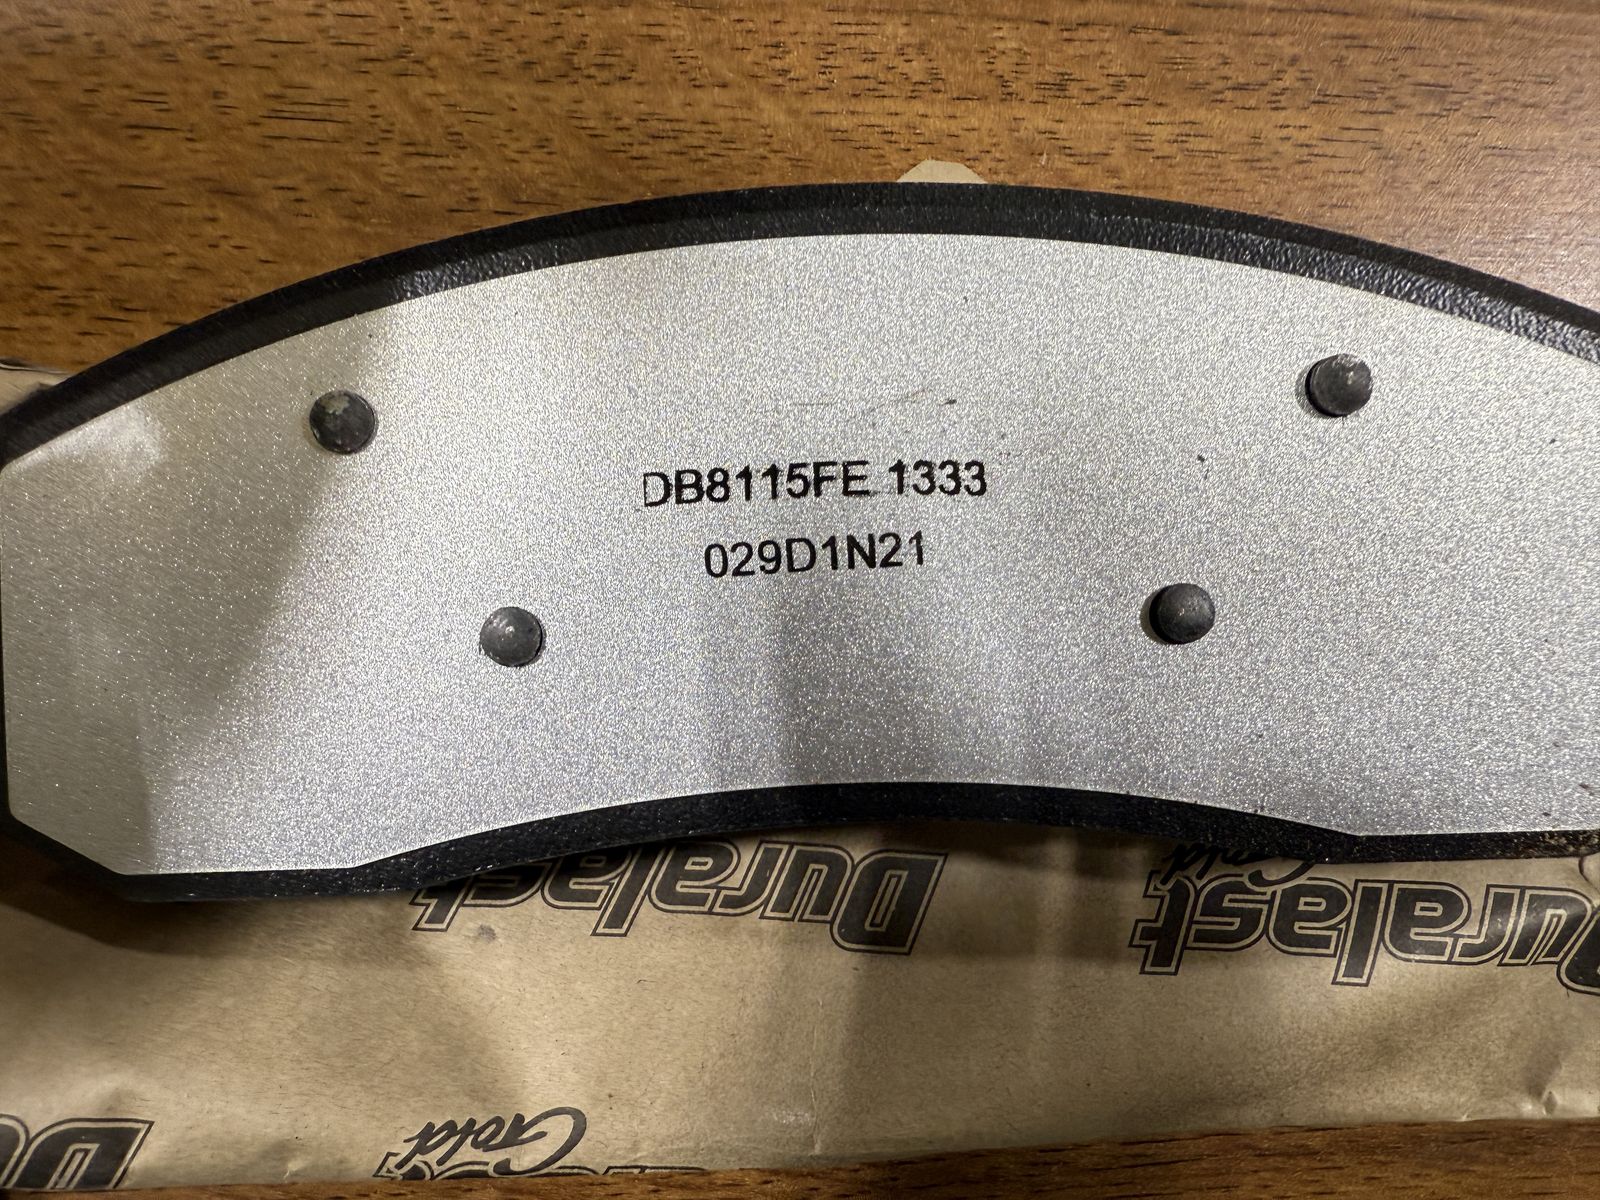 DB8115FE 1333
029D1N21
Duralast
Gold
Duralast
Gold